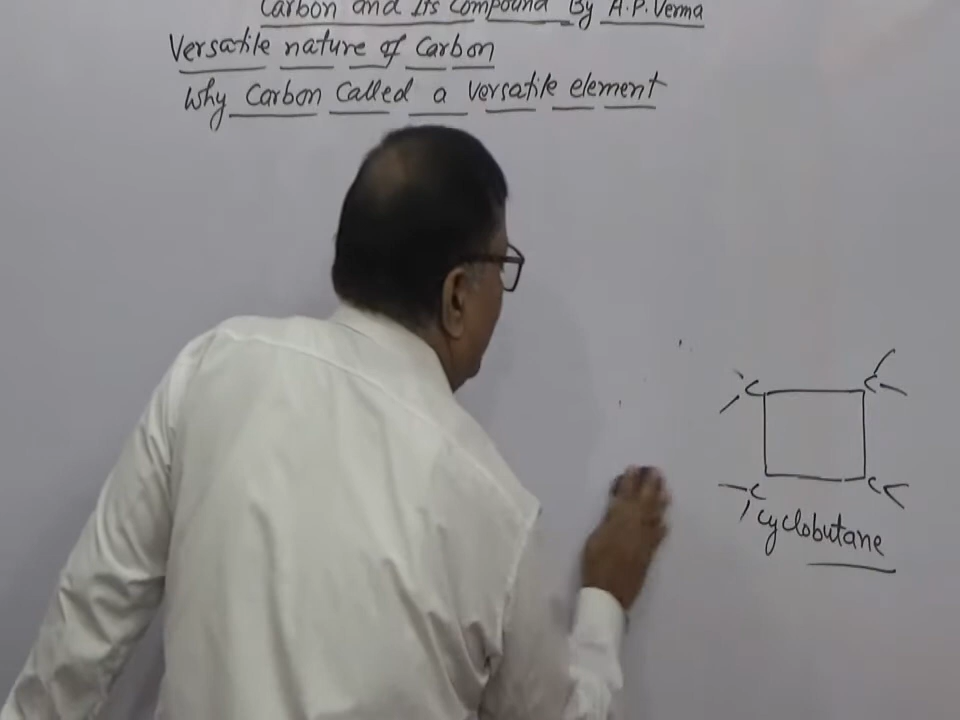 Carbon and Its Compound By A.P.Verma
Versatile nature of Carbon
Why Carbon Called a versatile element
C C
C C
Cyclobutane